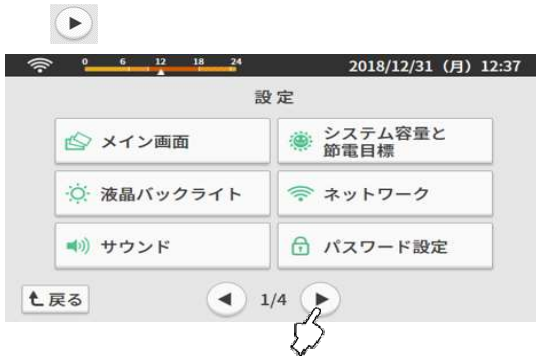 0 6 12 18 24
2018/12/31（月）12:37
設定
メイン画面
システム容量と
節電目標
液晶バックライト
ネットワーク
サウンド
パスワード設定
戻る
1/4